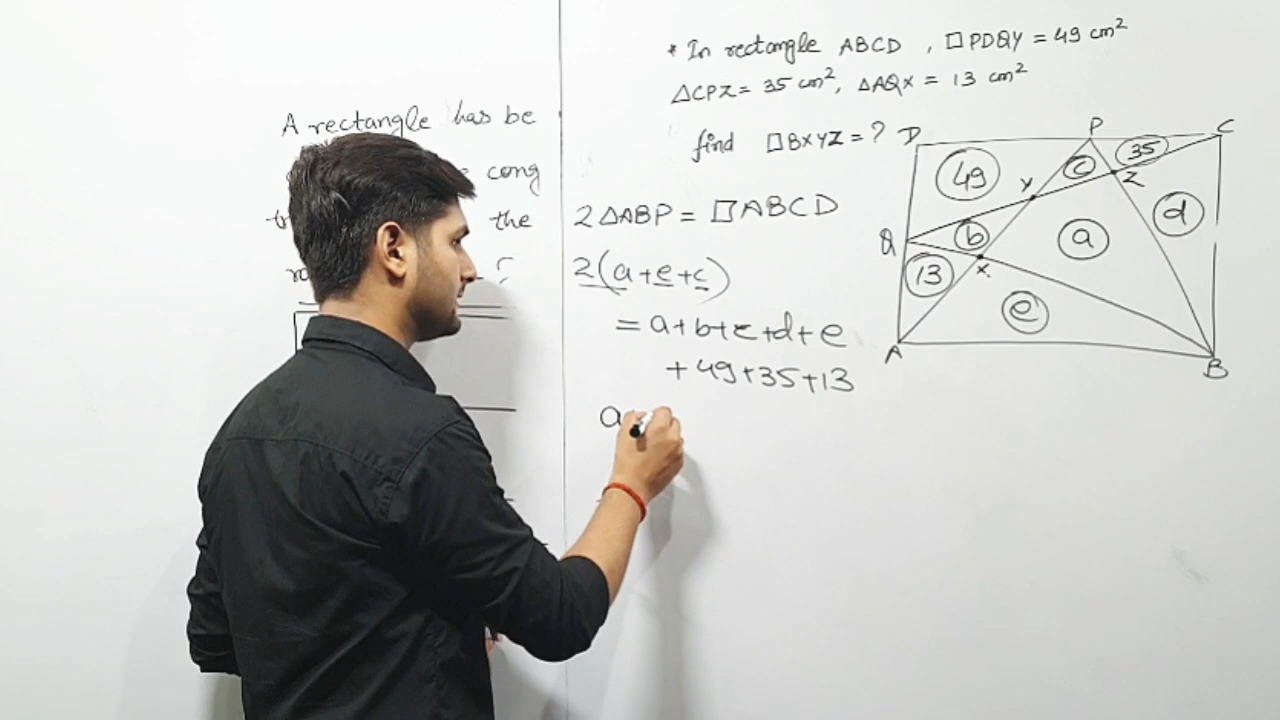 A rectangle has be
cong
the
* In rectangle ABCD , □PDQY = 49 cm²
△CPZ = 35 cm², △AQX = 13 cm²
find □BXYZ = ?
2△ABP = □ABCD
2(a+e+c)
= a+b+c+d+e
+ 49+35+13
a
D P C
49 Y c 35 Z
Q b a d
13 X
e
A B